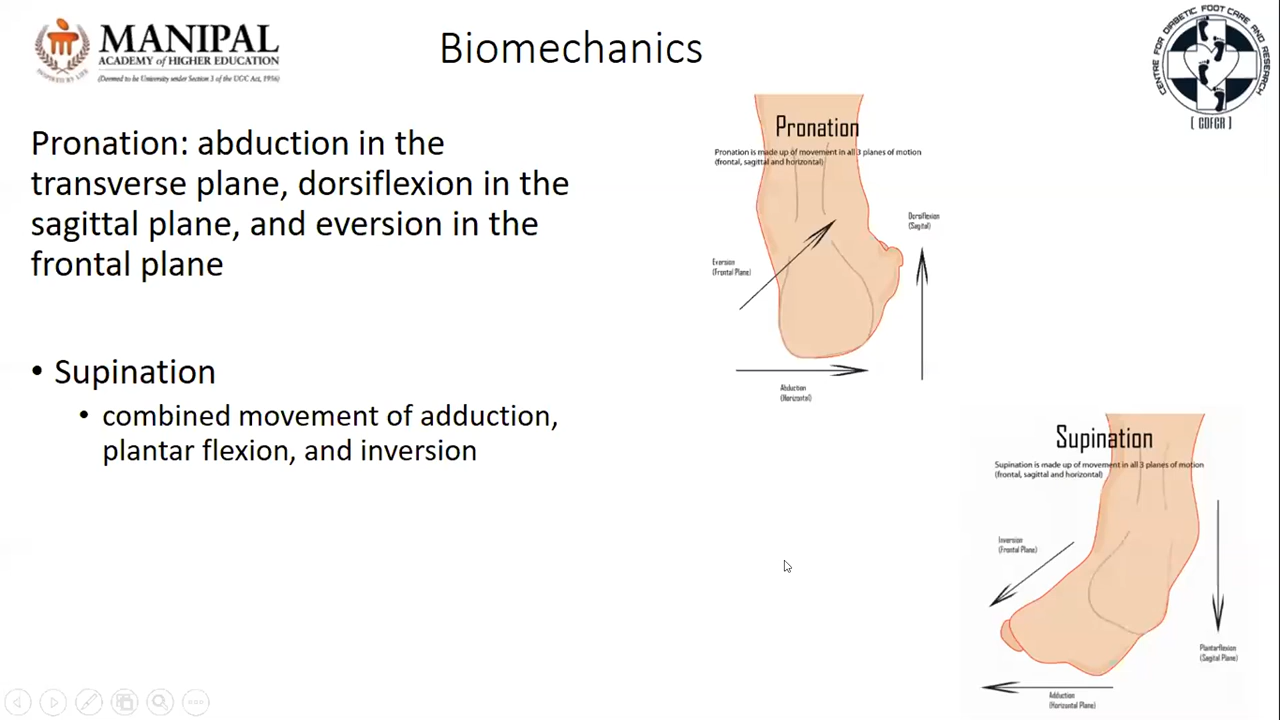 MANIPAL
ACADEMY of HIGHER EDUCATION
(Deemed to be University under Section 3 of the UGC Act, 1956)
INSPIRED BY LIFE
Biomechanics
CENTRE FOR DIABETIC FOOT CARE AND RESEARCH
[ CDFCR ]
Pronation: abduction in the
transverse plane, dorsiflexion in the
sagittal plane, and eversion in the
frontal plane
• Supination
• combined movement of adduction,
plantar flexion, and inversion
Pronation
Pronation is made up of movement in all 3 planes of motion
(frontal, sagittal and horizontal)
Dorsiflexion
(Sagital)
Eversion
(Frontal Plane)
Abduction
(Horizontal)
Supination
Supination is made up of movement in all 3 planes of motion
(frontal, sagittal and horizontal)
Inversion
(Frontal Plane)
Plantarflexion
(Sagital Plane)
Adduction
(Horizontal Plane)